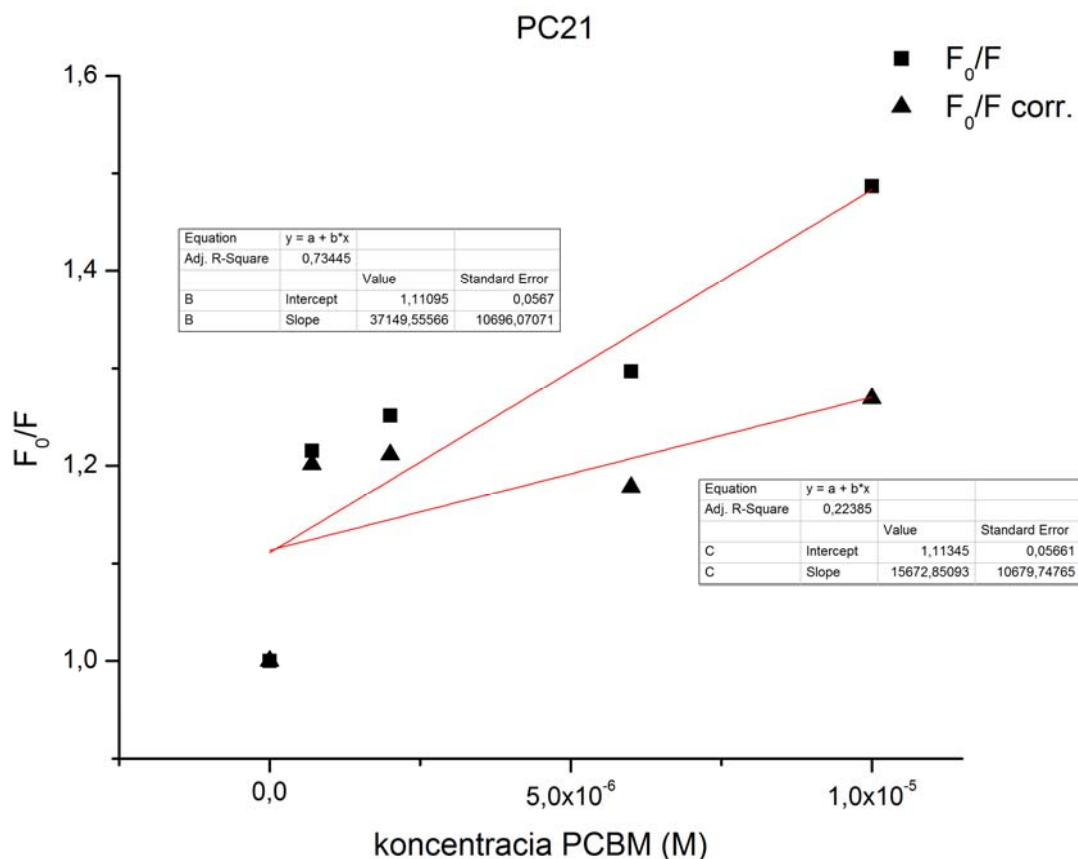 PC21
F₀/F
F₀/F corr.
1,6
1,4
1,2
1,0
F₀/F
Equation y = a + b*x
Adj. R-Square 0,73445
Value Standard Error
B Intercept 1,11095 0,0567
B Slope 37149,55566 10696,07071
Equation y = a + b*x
Adj. R-Square 0,22385
Value Standard Error
C Intercept 1,11345 0,05661
C Slope 15672,85093 10679,74765
0,0 5,0x10⁻⁶ 1,0x10⁻⁵
koncentracia PCBM (M)